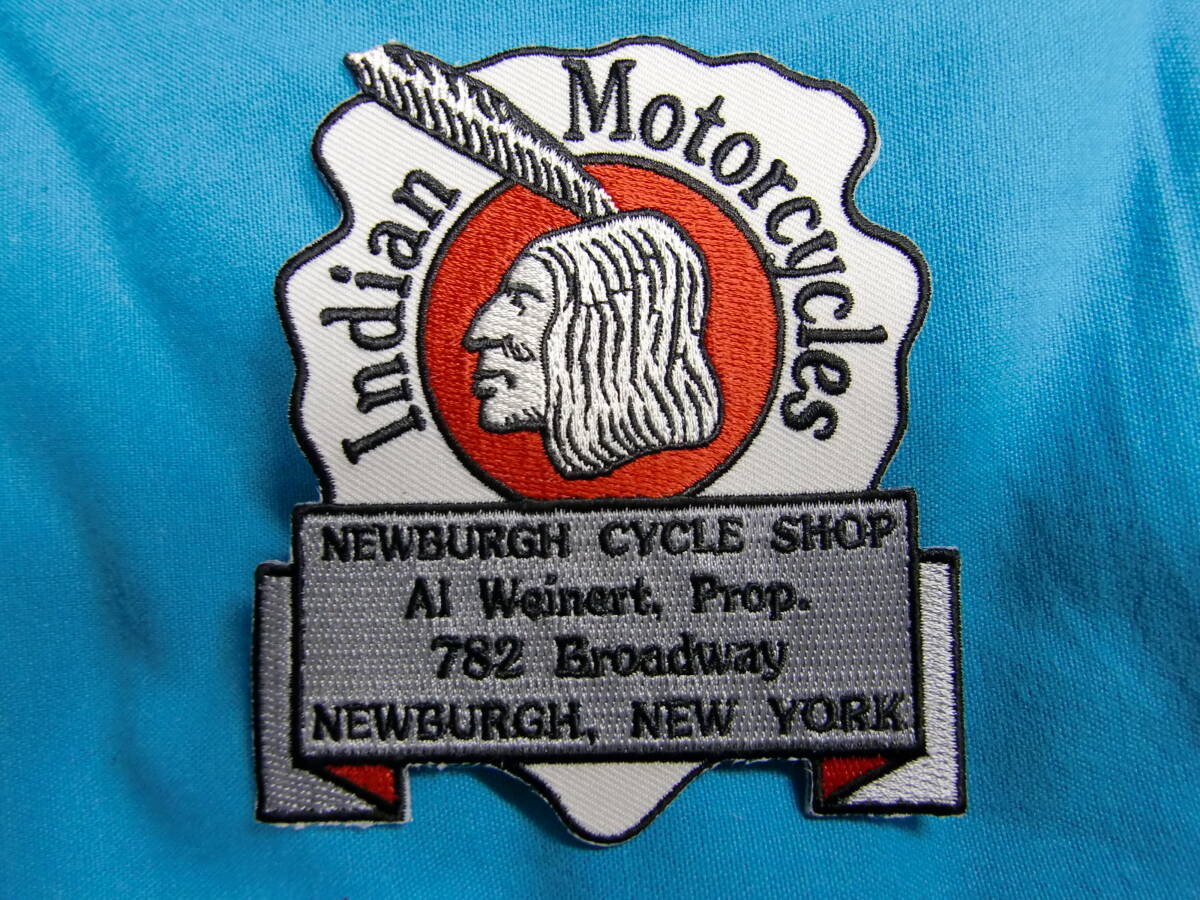 Indian Motorcycles
NEWBURGH CYCLE SHOP
Al Weinert, Prop.
782 Broadway
NEWBURGH, NEW YORK